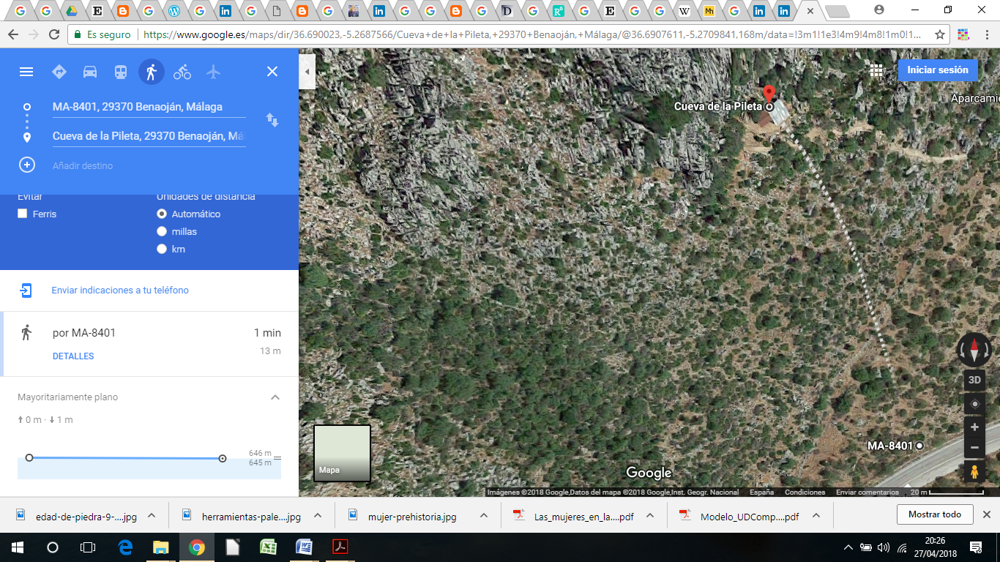 Es seguro
https://www.google.es/maps/dir/36.690023,-5.2687566/Cueva+de+la+Pileta,+29370+Benaoján,+Málaga/@36.6907611,-5.2709841,168m/data=!3m1!1e3!4m9!4m8!1m0!1...
MA-8401, 29370 Benaoján, Málaga
Cueva de la Pileta, 29370 Benaoján, Má
Añadir destino
Evitar
Unidades de distancia
Ferris
Automático
millas
km
Enviar indicaciones a tu teléfono
por MA-8401
1 min
13 m
DETALLES
Mayoritariamente plano
0 m · 1 m
646 m
645 m
Iniciar sesión
Aparcamie
Cueva de la Pileta
3D
MA-8401
Mapa
Google
Imágenes ©2018 Google,Datos del mapa ©2018 Google,Inst. Geogr. Nacional España Condiciones Enviar comentarios 20 m
edad-de-piedra-9-....jpg
herramientas-pale....jpg
mujer-prehistoria.jpg
Las_mujeres_en_la....pdf
Modelo_UDComp....pdf
Mostrar todo
20:26
27/04/2018